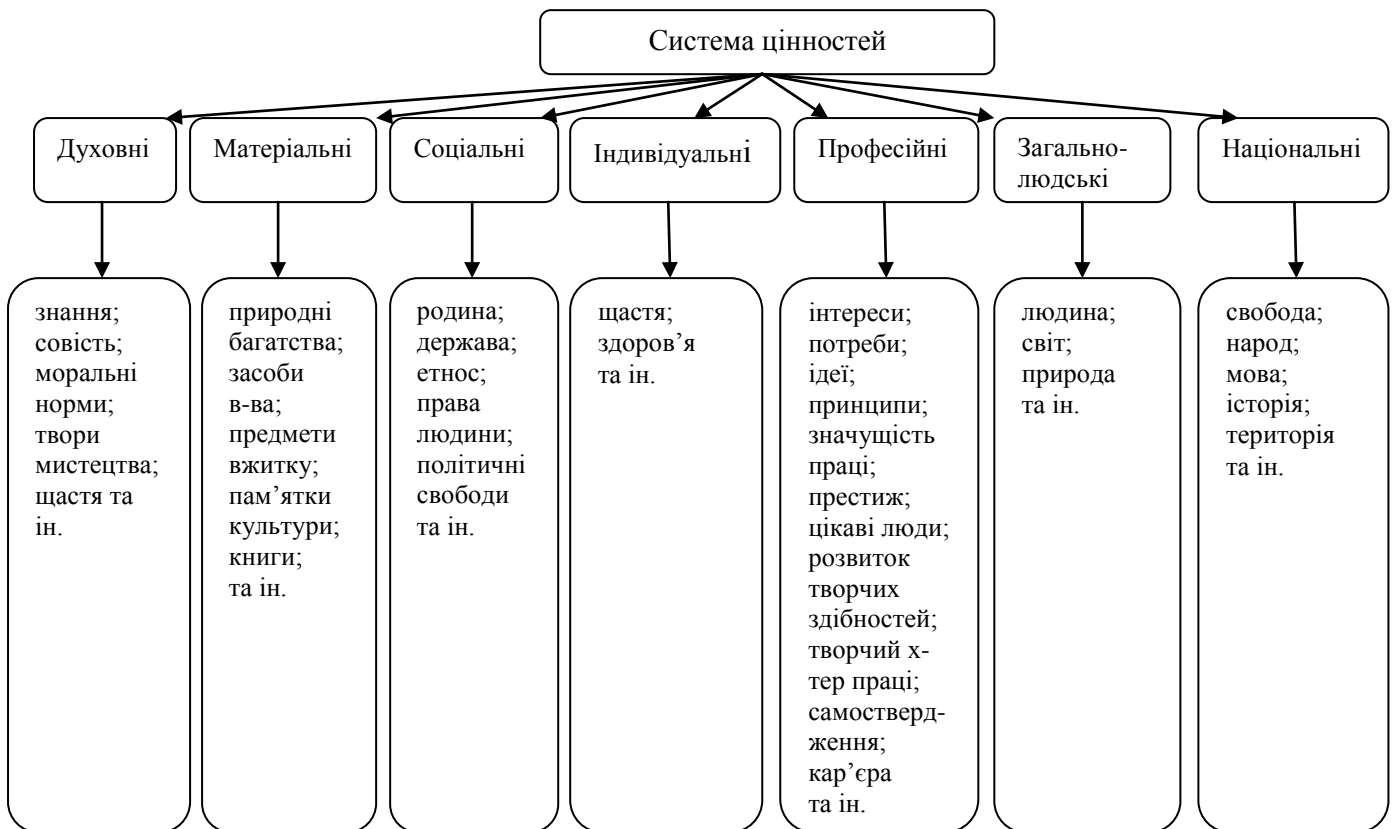 Система цінностей
Духовні
Матеріальні
Соціальні
Індивідуальні
Професійні
Загально-
людські
Національні
знання;
совість;
моральні
норми;
твори
мистецтва;
щастя та
ін.
природні
багатства;
засоби
в-ва;
предмети
вжитку;
пам’ятки
культури;
книги;
та ін.
родина;
держава;
етнос;
права
людини;
політичні
свободи
та ін.
щастя;
здоров’я
та ін.
інтереси;
потреби;
ідеї;
принципи;
значущість
праці;
престиж;
цікаві люди;
розвиток
творчих
здібностей;
творчий х-
тер праці;
самостверд-
ження;
кар’єра
та ін.
людина;
світ;
природа
та ін.
свобода;
народ;
мова;
історія;
територія
та ін.